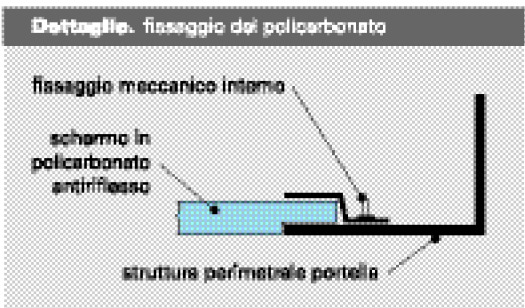 Dettaglio. fissaggio del policarbonato
fissaggio meccanico interno
schermo in
policarbonato
antiriflesso
struttura perimetrale portella